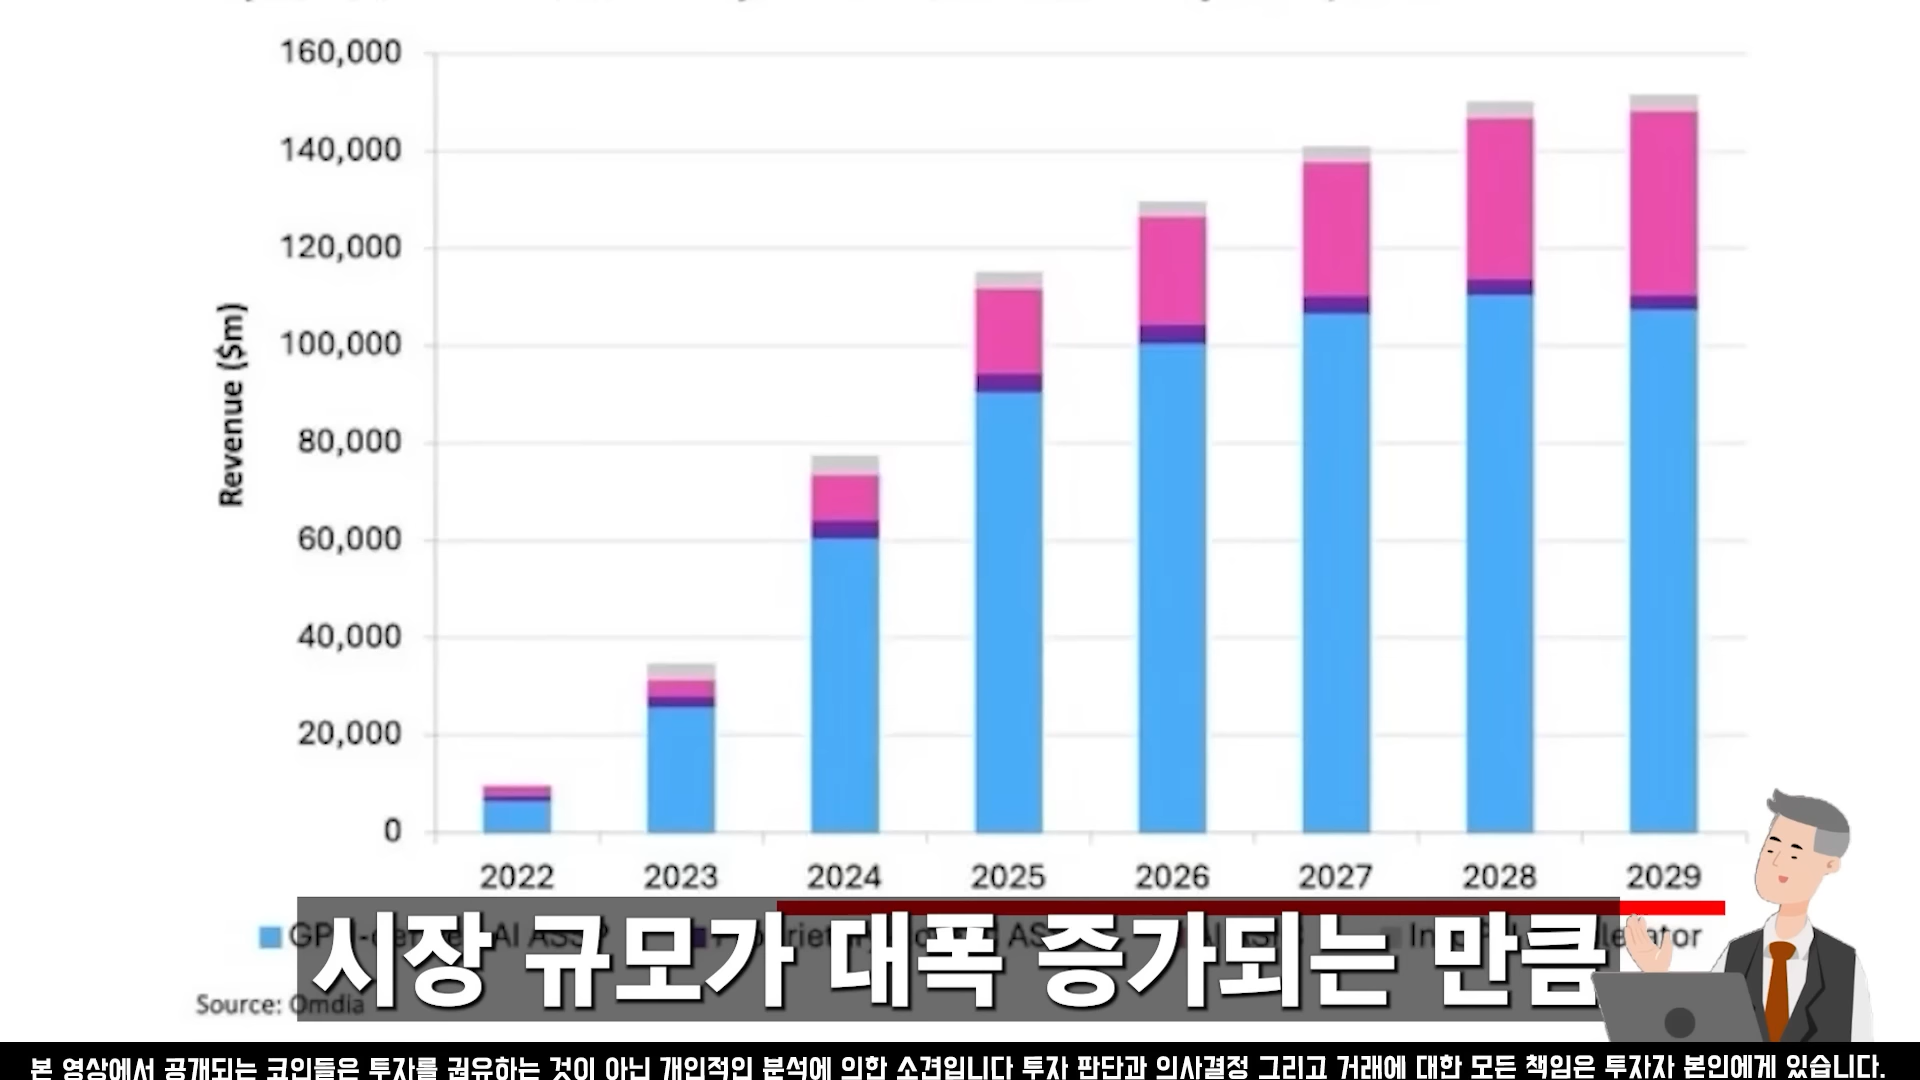 160,000
140,000
120,000
100,000
80,000
60,000
40,000
20,000
0
Revenue ($m)
2022 2023 2024 2025 2026 2027 2028 2029
AI
시장 규모가 대폭 증가되는 만큼
Source: Omdia
본 영상에서 공개되는 코인들은 투자를 권유하는 것이 아닌 개인적인 분석에 의한 소견입니다 투자 판단과 의사결정 그리고 거래에 대한 모든 책임은 투자자 본인에게 있습니다.